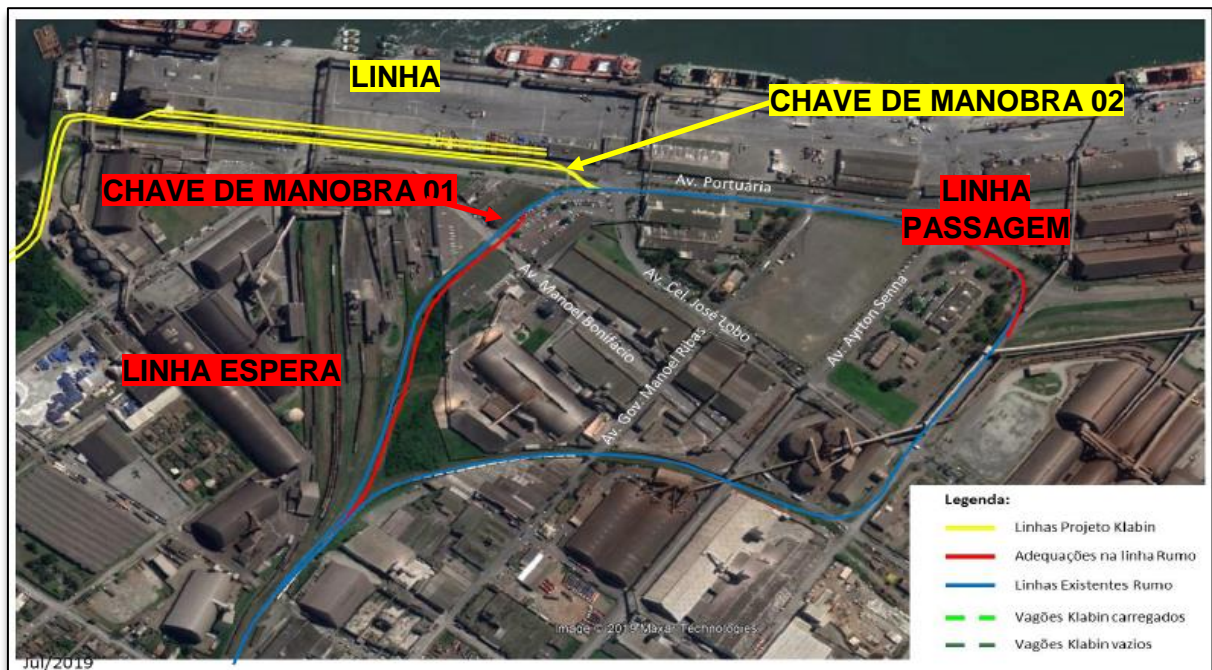 LINHA
CHAVE DE MANOBRA 02
Av. Portuária
CHAVE DE MANOBRA 01
LINHA
PASSAGEM
Av. Manoel Bonifácio
Av. Cel. José Lobo
Av. Ayrton Senna
Av. Gov. Manoel Ribas
LINHA ESPERA
Legenda:
Linhas Projeto Klabin
Adequações na linha Rumo
Linhas Existentes Rumo
Vagões Klabin carregados
Vagões Klabin vazios
Image © 2019 Maxar Technologies
Jul/2019